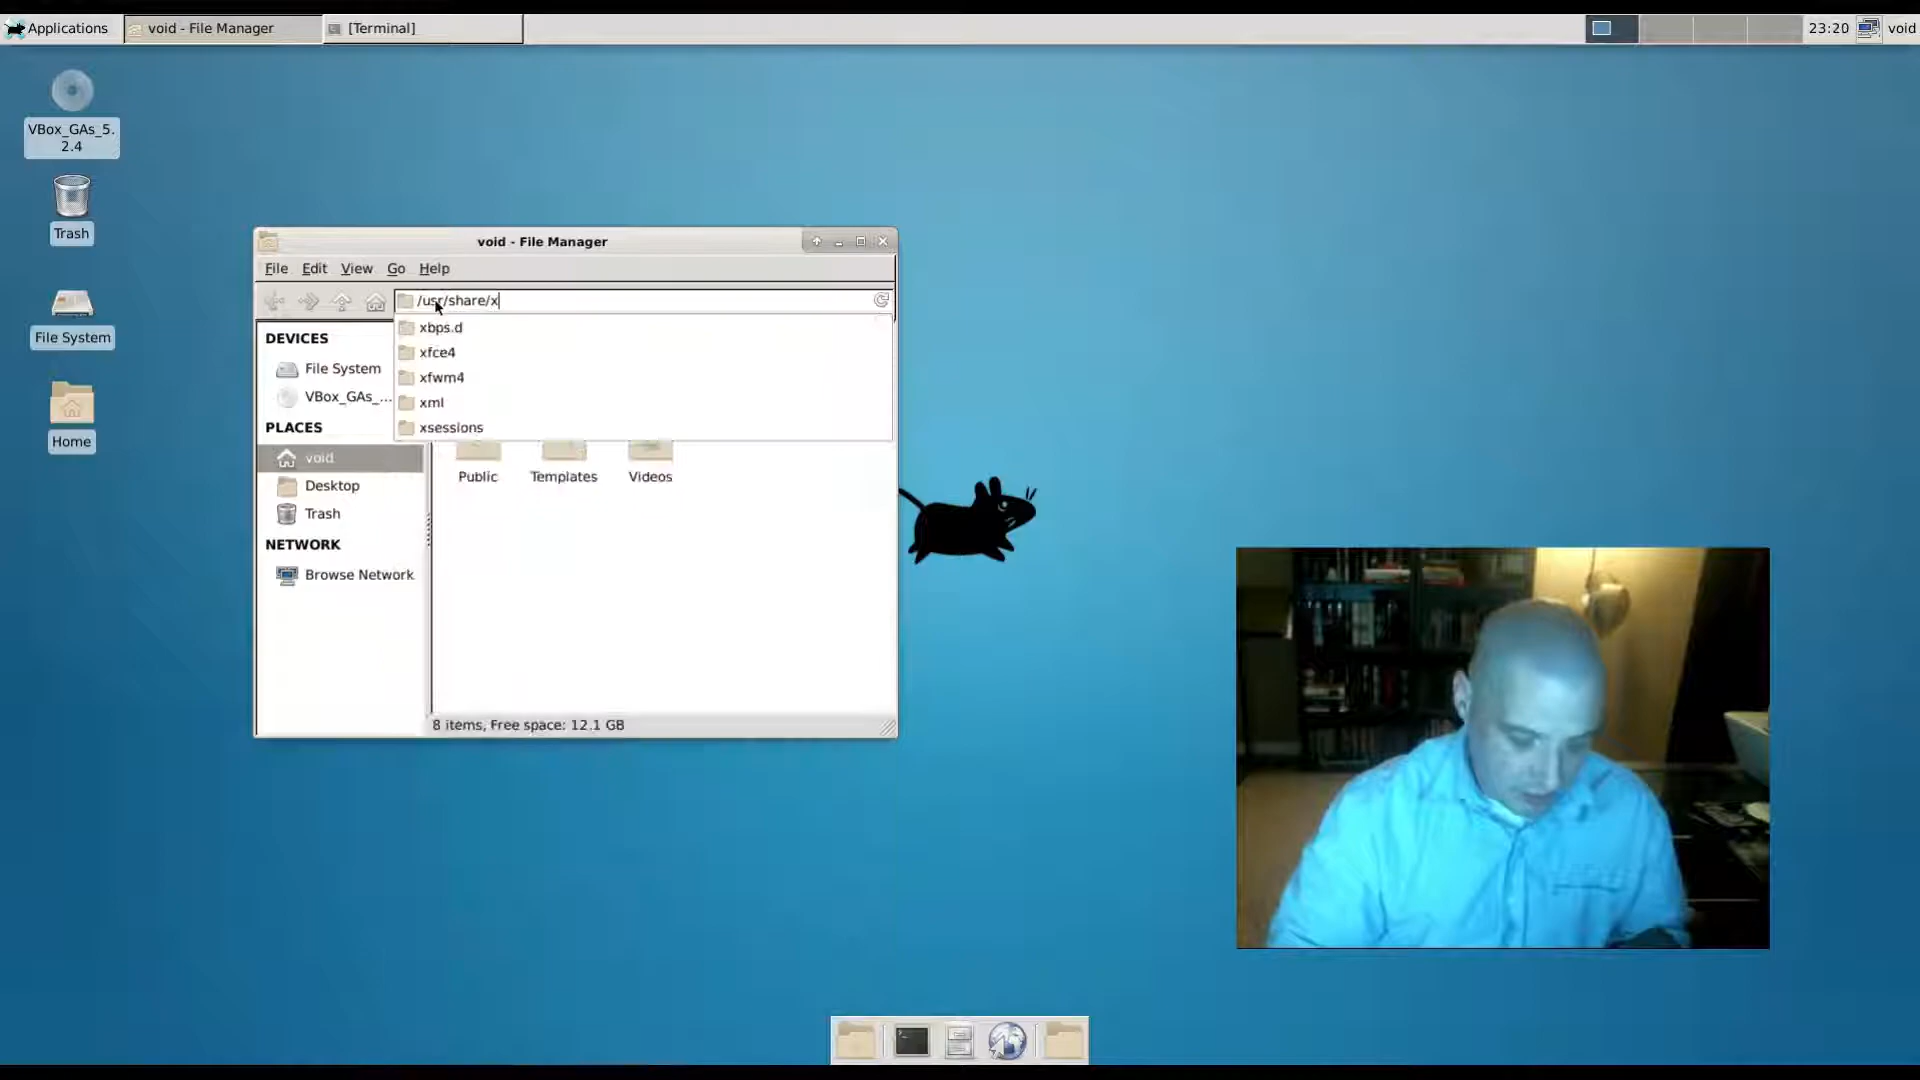 Applications
void - File Manager
[Terminal]
23:20
void
VBox_GAs_5.
2.4
Trash
File System
Home
void - File Manager
File Edit View Go Help
/usr/share/x
xbps.d
xfce4
xfwm4
xml
xsessions
DEVICES
File System
VBox_GAs_...
PLACES
void
Desktop
Trash
NETWORK
Browse Network
Public
Templates
Videos
8 items, Free space: 12.1 GB